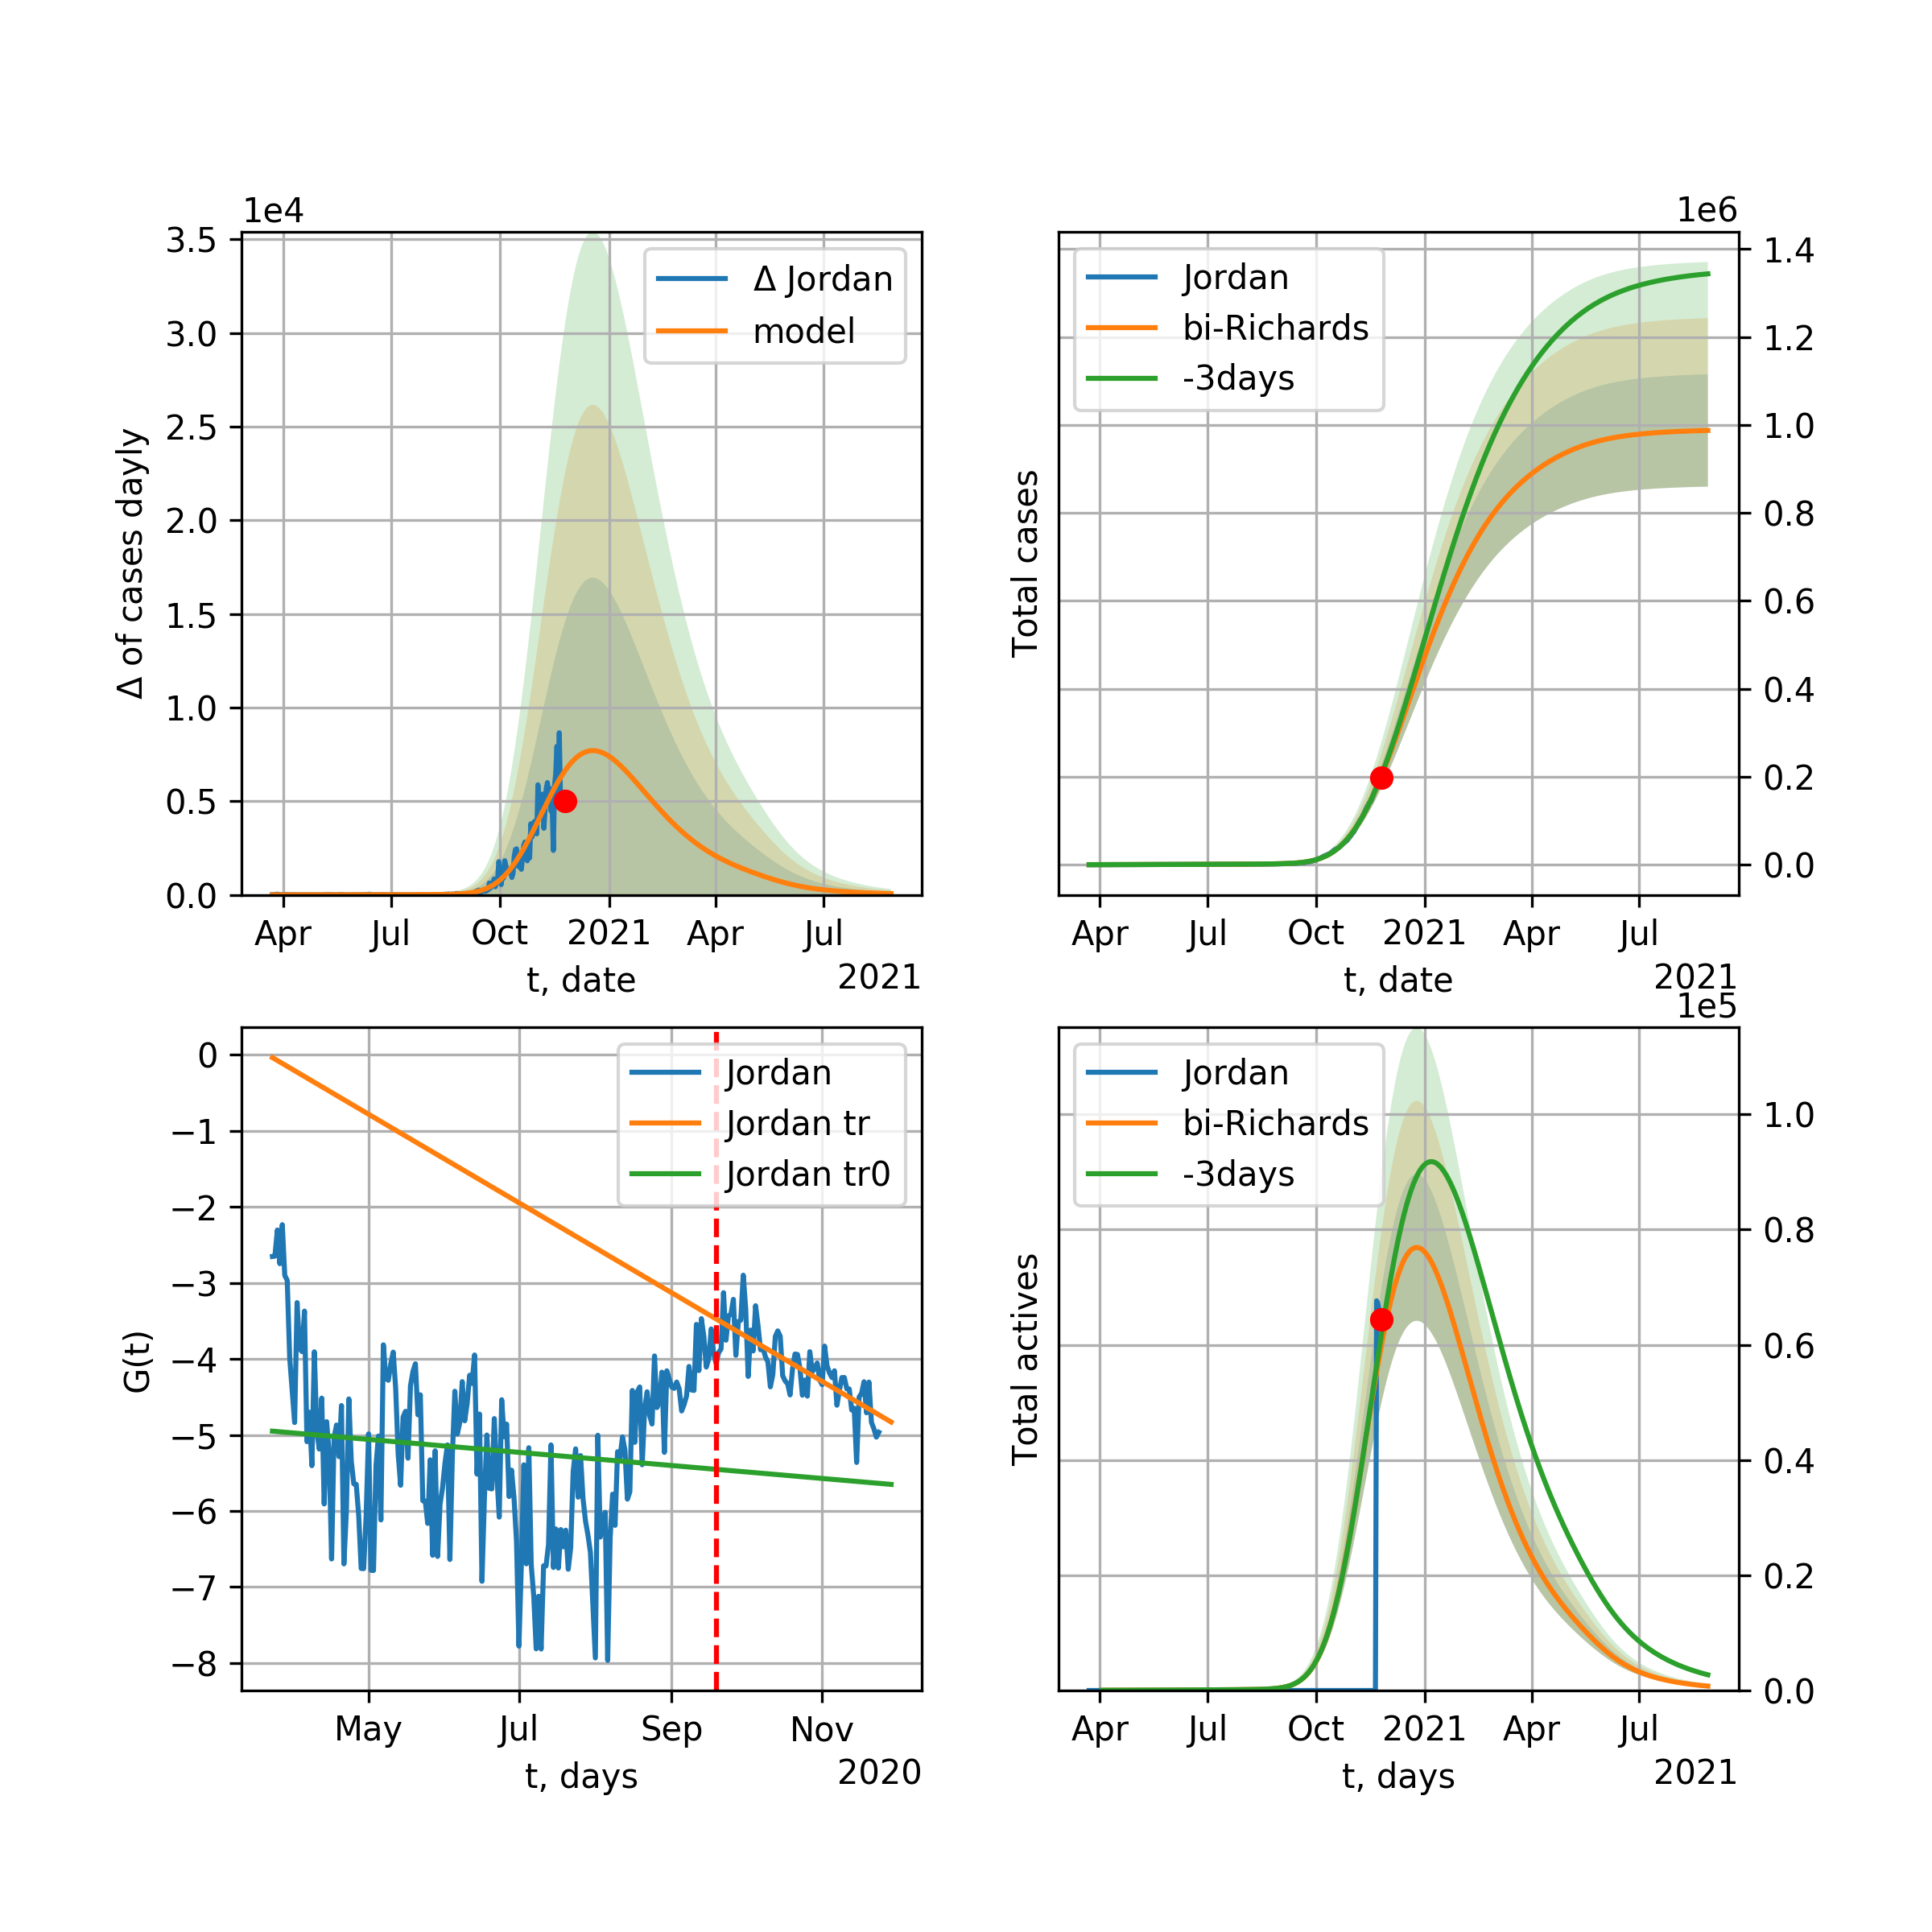 1e4
3.5
3.0
2.5
2.0
1.5
1.0
0.5
0.0
Δ of cases dayly
Δ Jordan
model
Apr Jul Oct 2021 Apr Jul
t, date
2021
1e6
Jordan
bi-Richards
-3days
Total cases
1.4
1.2
1.0
0.8
0.6
0.4
0.2
0.0
Apr Jul Oct 2021 Apr Jul
t, date
2021
0
−1
−2
−3
−4
−5
−6
−7
−8
G(t)
Jordan
Jordan tr
Jordan tr0
May Jul Sep Nov
t, days
2020
1e5
Jordan
bi-Richards
-3days
Total actives
1.0
0.8
0.6
0.4
0.2
0.0
Apr Jul Oct 2021 Apr Jul
t, days
2021